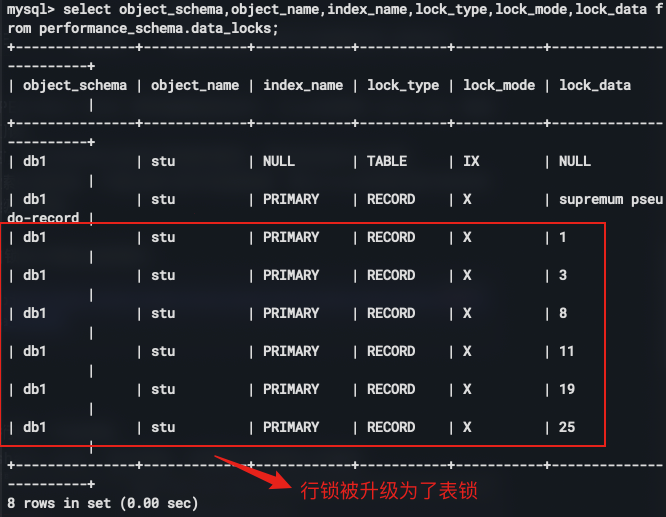 mysql> select object_schema,object_name,index_name,lock_type,lock_mode,lock_data f
rom performance_schema.data_locks;
+---------------+-------------+------------+-----------+-----------+------------
-----------+
| object_schema | object_name | index_name | lock_type | lock_mode | lock_data
           |
+---------------+-------------+------------+-----------+-----------+------------
-----------+
| db1           | stu         | NULL       | TABLE     | IX        | NULL
           |
| db1           | stu         | PRIMARY    | RECORD    | X         | supremum pseu
do-record |
| db1           | stu         | PRIMARY    | RECORD    | X         | 1
           |
| db1           | stu         | PRIMARY    | RECORD    | X         | 3
           |
| db1           | stu         | PRIMARY    | RECORD    | X         | 8
           |
| db1           | stu         | PRIMARY    | RECORD    | X         | 11
           |
| db1           | stu         | PRIMARY    | RECORD    | X         | 19
           |
| db1           | stu         | PRIMARY    | RECORD    | X         | 25
           |
+---------------+-------------+------------+-----------+-----------+------------
-----------+
8 rows in set (0.00 sec)
行锁被升级为了表锁